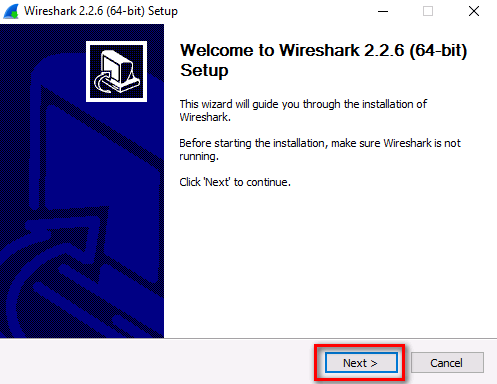 Wireshark 2.2.6 (64-bit) Setup
Welcome to Wireshark 2.2.6 (64-bit)
Setup
This wizard will guide you through the installation of
Wireshark.
Before starting the installation, make sure Wireshark is not
running.
Click 'Next' to continue.
Next >
Cancel